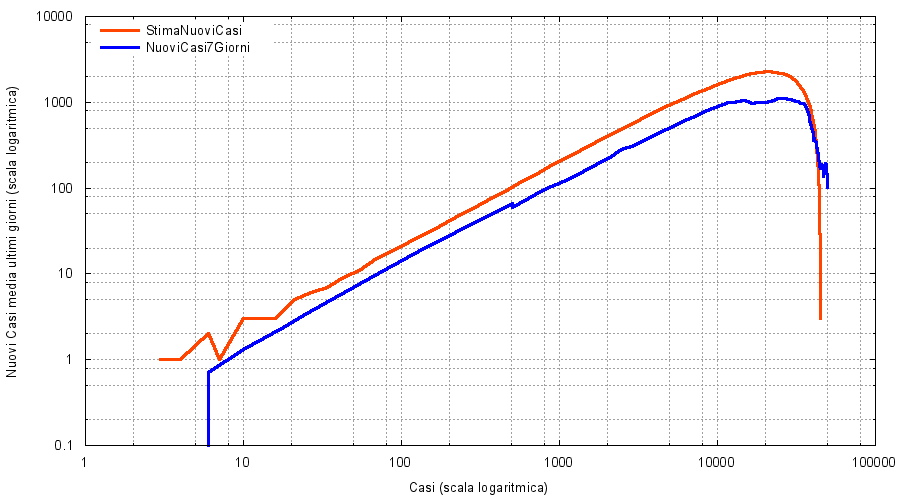 10000
StimaNuoviCasi
NuoviCasi7Giorni
1000
100
10
1
0.1
Nuovi Casi media ultimi giorni (scala logaritmica)
1 10 100 1000 10000 100000
Casi (scala logaritmica)